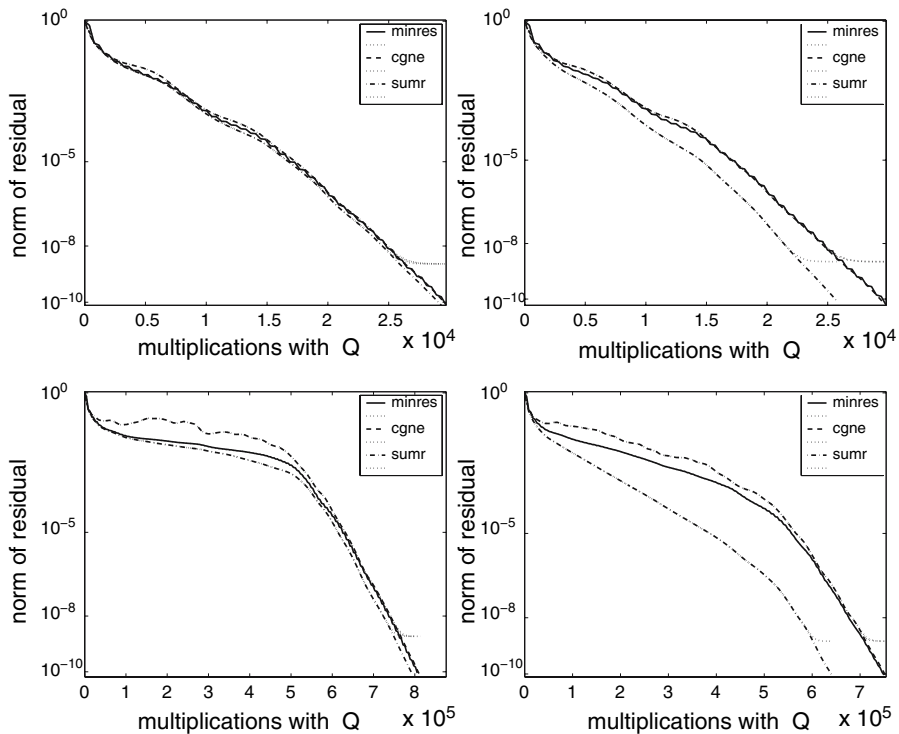 10^0
minres
cgne
sumr
10^-5
10^-8
10^-10
norm of residual
0 0.5 1 1.5 2 2.5
x 10^4
multiplications with Q
10^0
minres
cgne
sumr
10^-5
10^-8
10^-10
norm of residual
0 0.5 1 1.5 2 2.5
x 10^4
multiplications with Q
10^0
minres
cgne
sumr
10^-5
10^-8
10^-10
norm of residual
0 1 2 3 4 5 6 7 8
x 10^5
multiplications with Q
10^0
minres
cgne
sumr
10^-5
10^-8
10^-10
norm of residual
0 1 2 3 4 5 6 7
x 10^5
multiplications with Q